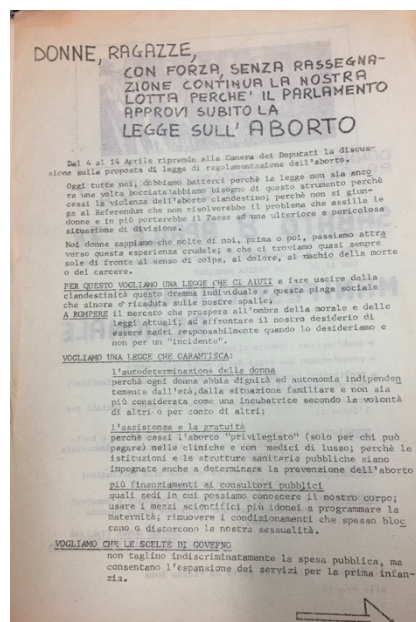 DONNE, RAGAZZE,
CON FORZA, SENZA RASSEGNA-
ZIONE CONTINUA LA NOSTRA
LOTTA PERCHE' IL PARLAMENTO
APPROVI SUBITO LA
LEGGE SULL' ABORTO
Dal 4 al 14 Aprile riprende alla Camera dei Deputati la discus-
sione sulla proposta di legge di regolamentazione dell'aborto.
Oggi tutte noi, dobbiamo batterci perchè la legge non sia anco
ra una volta bocciata:abbiamo bisogno di questo strumento perchè
cessi la violenza dell'aborto clandestino; perchè non si giun-
ga al Referendum che non risolverebbe il problema che assilla le
donne e in più porterebbe il Paese ad una ulteriore e pericolosa
situazione di divisione.
Noi donne sappiamo che molte di noi, prima o poi, passiamo attra
verso questa esperienza crudele; e che ci troviamo quasi sempre
sole di fronte al senso di colpa, al dolore, al rischio della morte
o del carcere.
PER QUESTO VOGLIAMO UNA LEGGE CHE CI AIUTI a fare uscire dalla
clandestinità questo dramma individuale e questa piaga sociale
che sinora è ricaduta sulle nostre spalle;
A ROMPERE il mercato che prospera all'ombra della morale e delle
leggi attuali; ad affrontare il nostro desiderio di
essere madri responsabilmente quando lo desideriamo e
non per un "incidente".
VOGLIAMO UNA LEGGE CHE GARANTISCA:
l'autodeterminazione della donna
perchè ogni donna abbia dignità ed autonomia indipenden
temente dall'età,dalla situazione familiare e non sia
più considerata come una incubatrice secondo la volontà
di altri o per conto di altri;
l'assistenza e la gratuità
perchè cessi l'aborto "privilegiato" (solo per chi può
pagare) nelle cliniche e con medici di lusso; perchè le
istituzioni e le strutture sanitarie pubbliche siano
impegnate anche a determinare la prevenzione dell'aborto
più finanziamenti ai consultori pubblici
quali sedi in cui possiamo conoscere il nostro corpo;
usare i mezzi scientifici più idonei a programmare la
maternità; rimuovere i condizionamenti che spesso bloc
cano o distorcono la nostra sessualità.
VOGLIAMO CHE LE SCELTE DI GOVERNO
non taglino indiscriminatamente la spesa pubblica, ma
consentano l'espansione dei servizi per la prima infan-
zia.